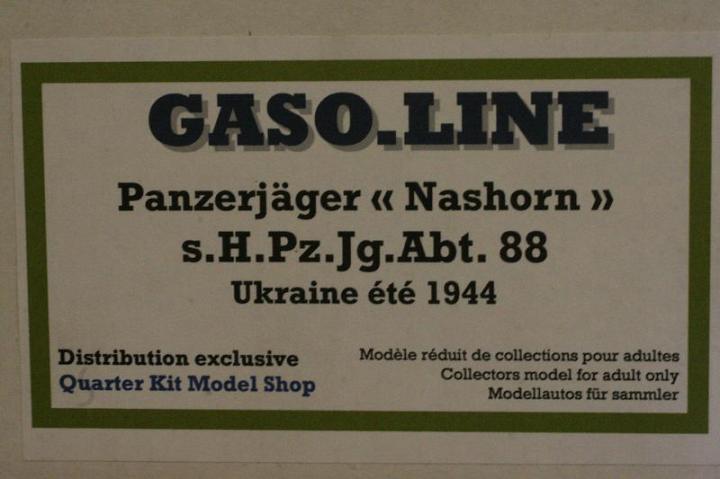 GASO.LINE
Panzerjäger « Nashorn »
s.H.Pz.Jg.Abt. 88
Ukraine été 1944
Distribution exclusive
Quarter Kit Model Shop
Modèle réduit de collections pour adultes
Collectors model for adult only
Modellautos für sammler